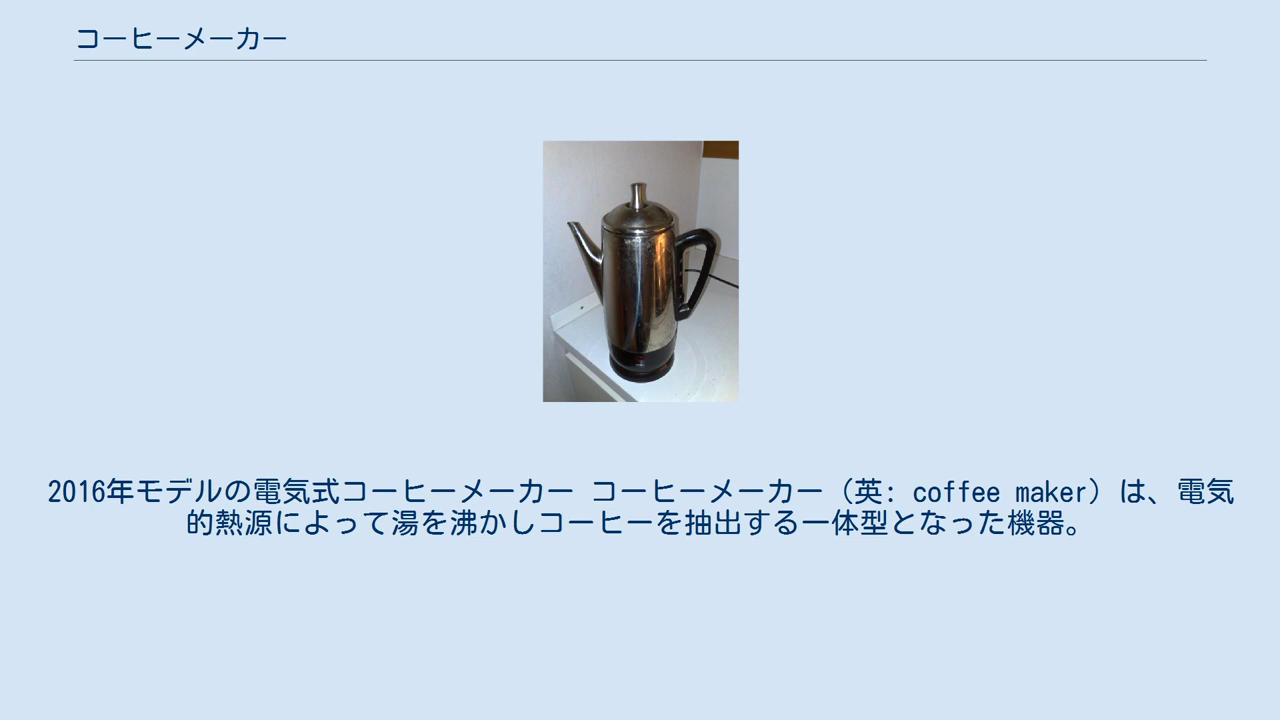 コーヒーメーカー
2016年モデルの電気式コーヒーメーカー コーヒーメーカー（英: coffee maker）は、電気
的熱源によって湯を沸かしコーヒーを抽出する一体型となった機器。